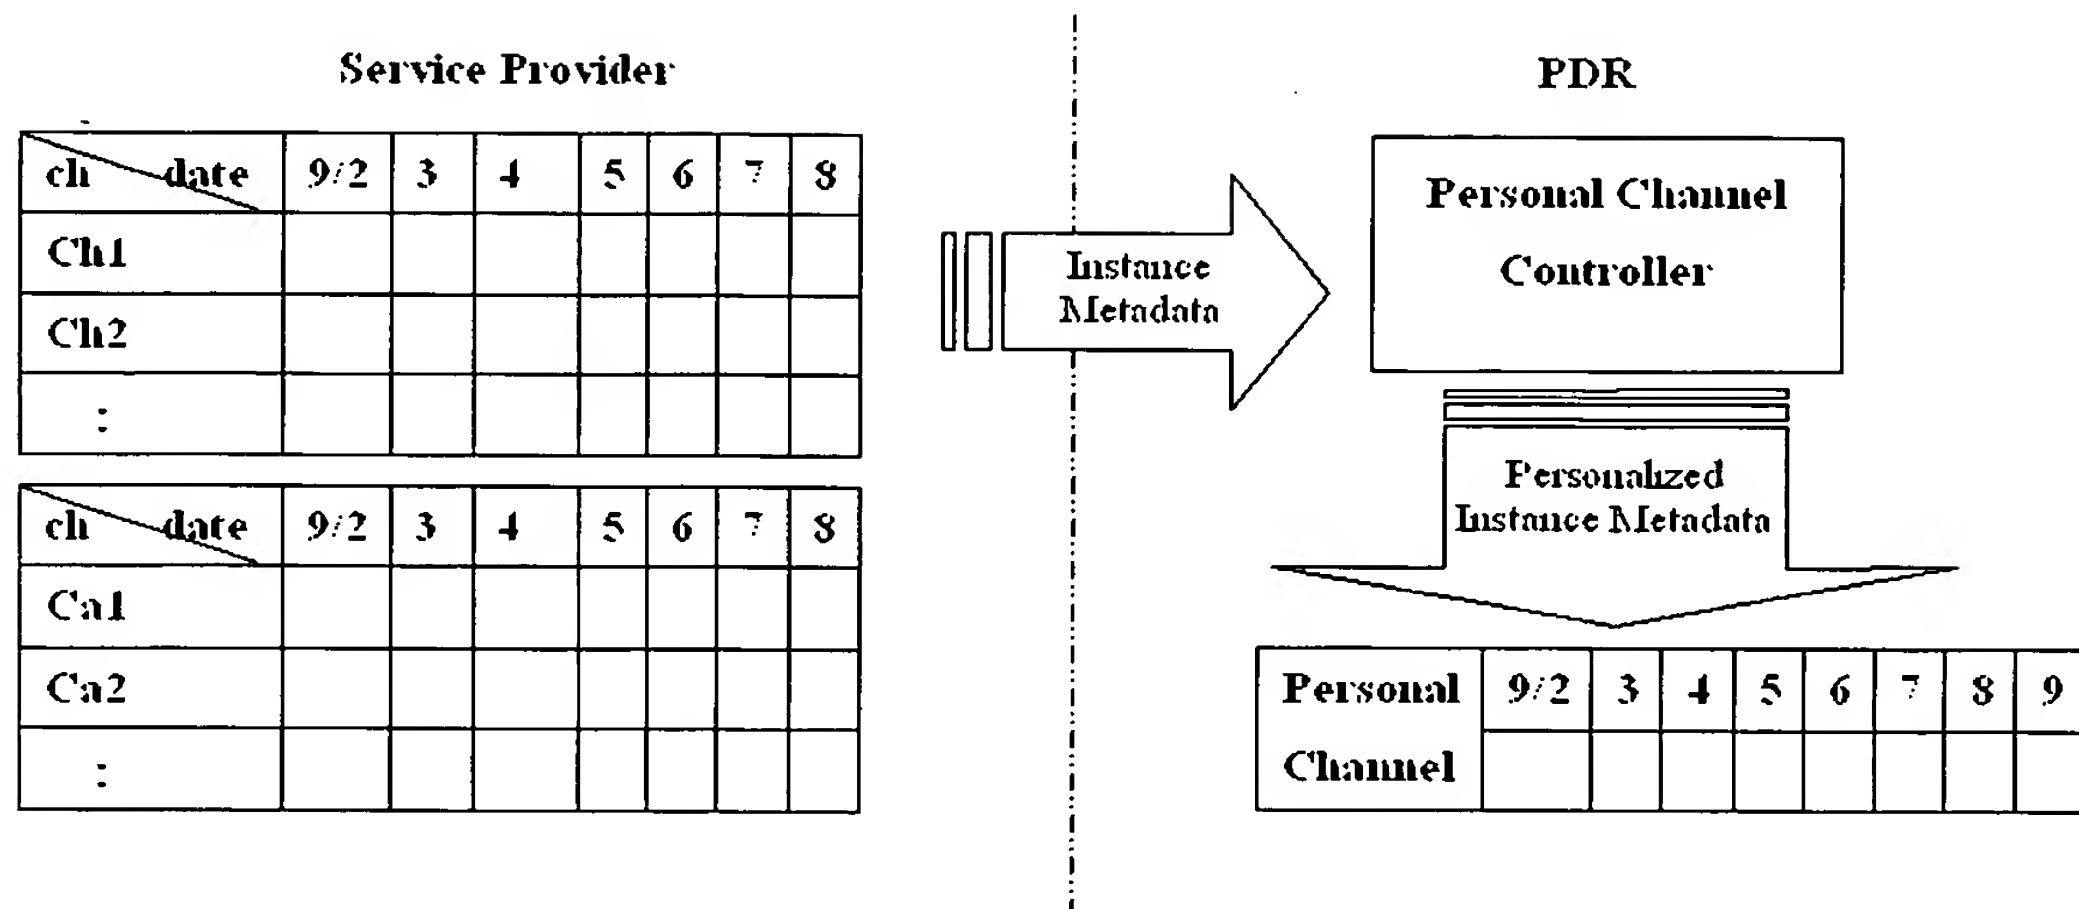 Service Provider
ch date 9/2 3 4 5 6 7 8
Ch1
Ch2
:
ch date 9/2 3 4 5 6 7 8
Ca1
Ca2
:
Instance
Metadata
PDR
Personal Channel
Controller
Personalized
Instance Metadata
Personal 9/2 3 4 5 6 7 8 9
Channel